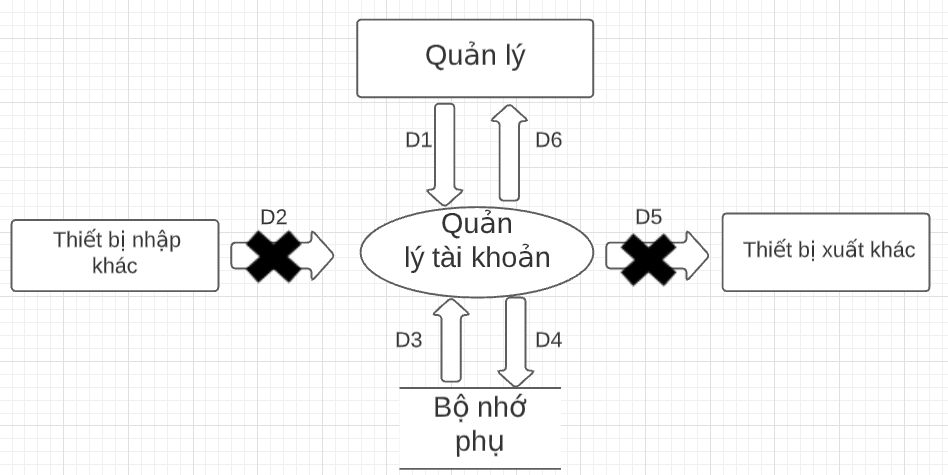 Quản lý
D1
D6
D2
D5
Thiết bị nhập
khác
Quản
lý tài khoản
Thiết bị xuất khác
D3
D4
Bộ nhớ
phụ